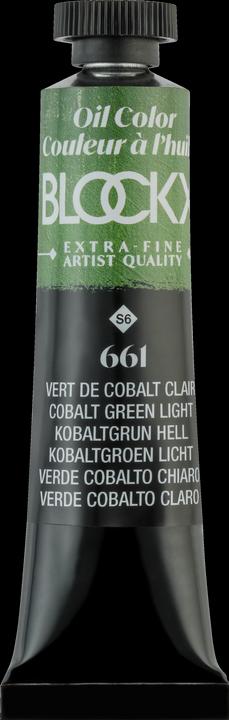 Oil Color
Couleur à l'hui
BLOCKX
EXTRA-FINE
ARTIST QUALITY
S6
661
VERT DE COBALT CLAIR
COBALT GREEN LIGHT
KOBALTGRUN HELL
KOBALTGROEN LICHT
VERDE COBALTO CHIARO
VERDE COBALTO CLARO